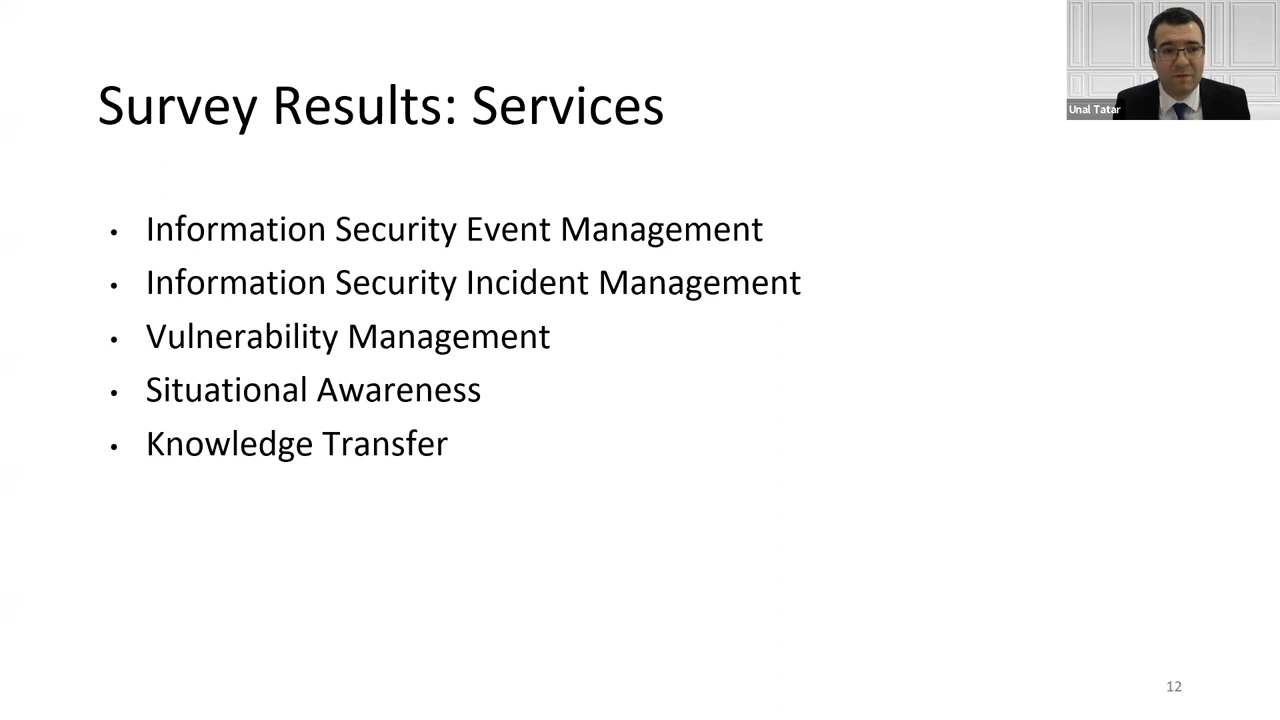 Survey Results: Services
Unal Tatar
• Information Security Event Management
• Information Security Incident Management
• Vulnerability Management
• Situational Awareness
• Knowledge Transfer
12